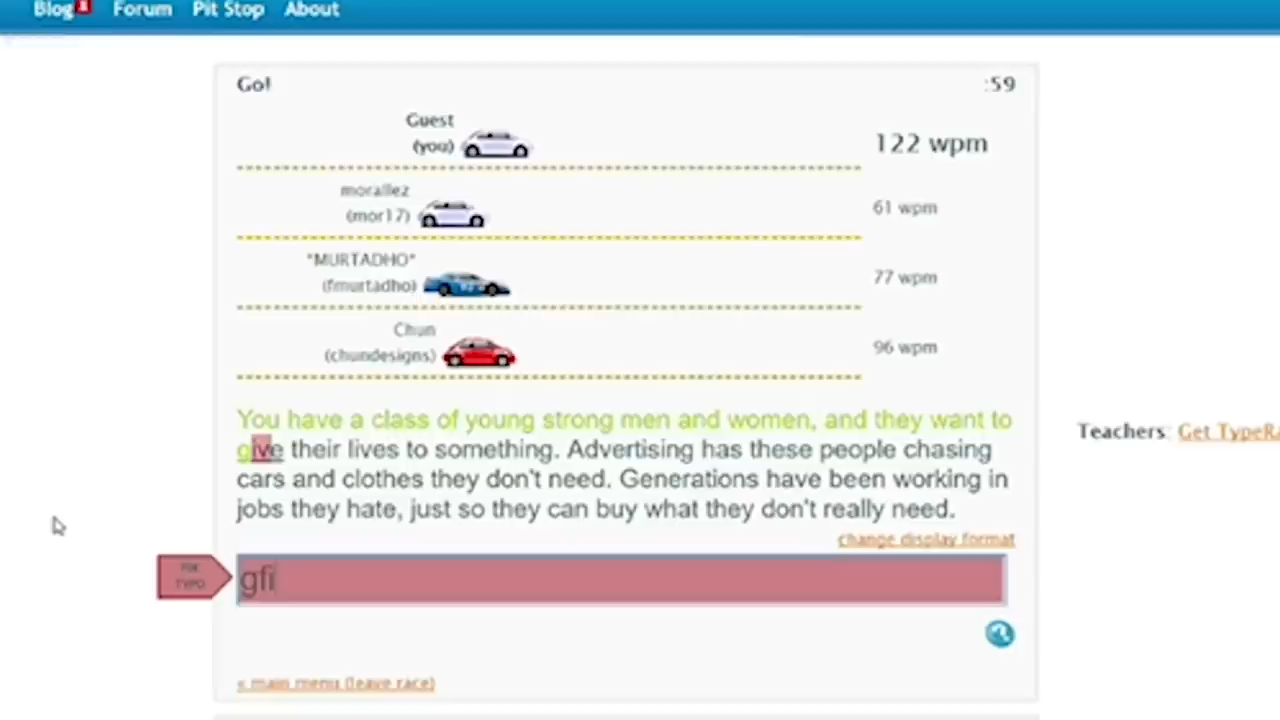 Blog Forum Pit Stop About
Go! :59
Guest
(you) 122 wpm
morallez
(mor17) 61 wpm
*MURTADHO*
(fmurtadho) 77 wpm
Chun
(chundesigns) 96 wpm
You have a class of young strong men and women, and they want to
give their lives to something. Advertising has these people chasing
cars and clothes they don't need. Generations have been working in
jobs they hate, just so they can buy what they don't really need.
Teachers: Get TypeRa
change display format
FIX
TYPO
gfi
« main menu (leave race)